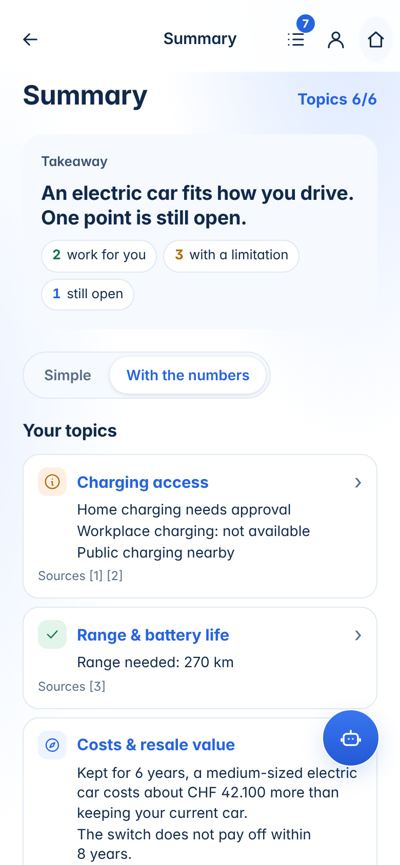 Summary
7
Summary
Topics 6/6
Takeaway
An electric car fits how you drive.
One point is still open.
2 work for you
3 with a limitation
1 still open
Simple
With the numbers
Your topics
Charging access
Home charging needs approval
Workplace charging: not available
Public charging nearby
Sources [1] [2]
Range & battery life
Range needed: 270 km
Sources [3]
Costs & resale value
Kept for 6 years, a medium-sized electric
car costs about CHF 42.100 more than
keeping your current car.
The switch does not pay off within
8 years.